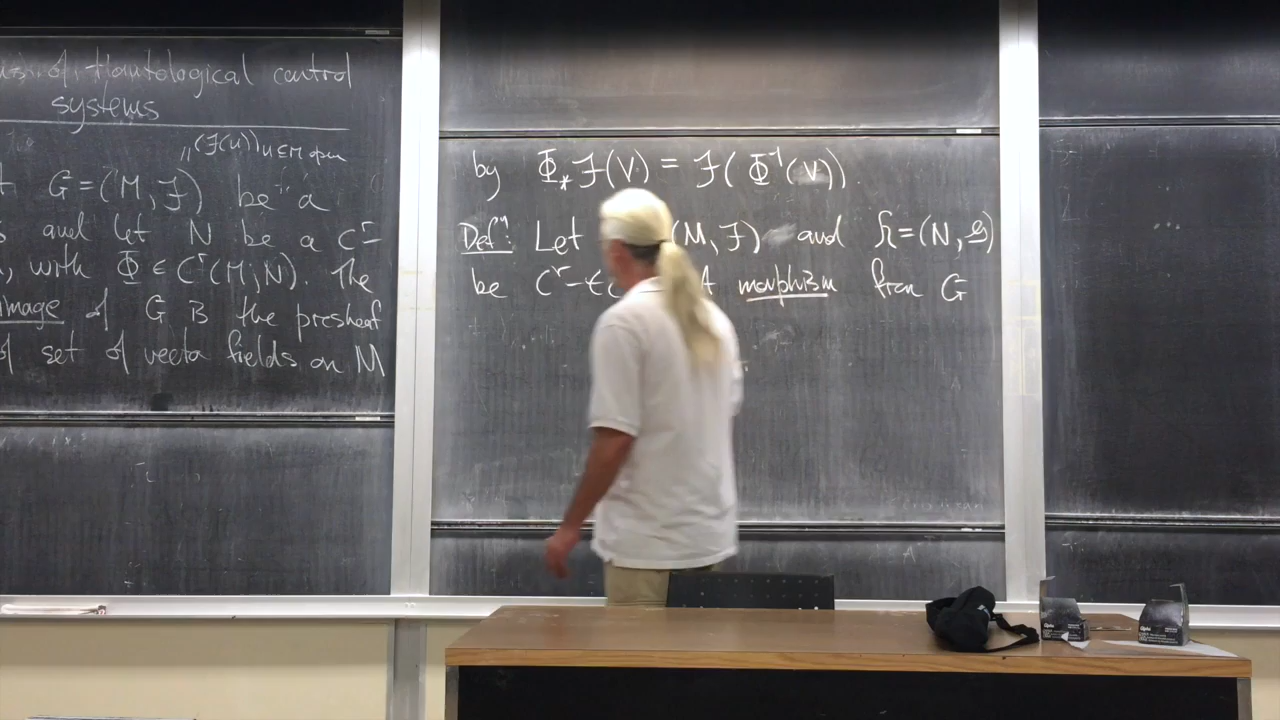 of tautological control
systems
(F(U))U∈M open
G=(M,F) be a
and let N be a C^r-
, with Φ ∈ C^r(M;N). The
image of G is the presheaf
of set of vector fields on M
by Φ_*F(V) = F(Φ^{-1}(V)).
Defn: Let (M,F) and H=(N,G)
be C^r-t A morphism from G